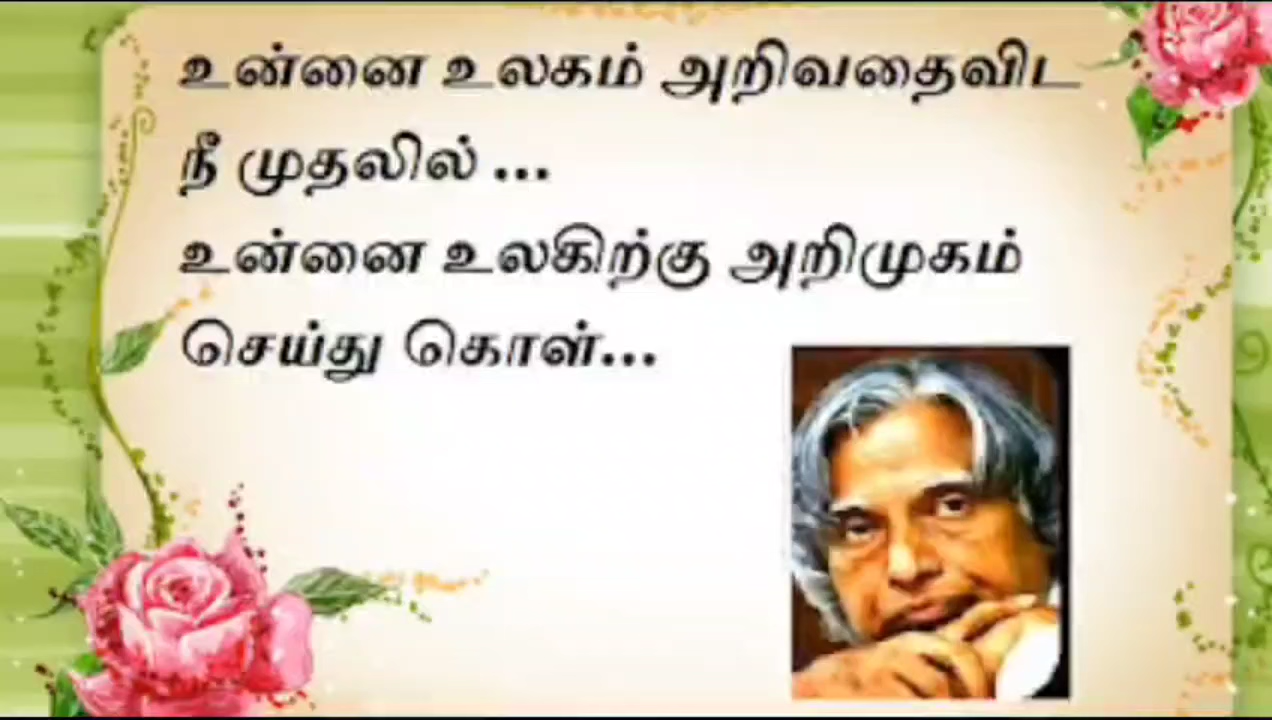 உன்னை உலகம் அறிவதைவிட
நீ முதலில் ...
உன்னை உலகிற்கு அறிமுகம்
செய்து கொள்...